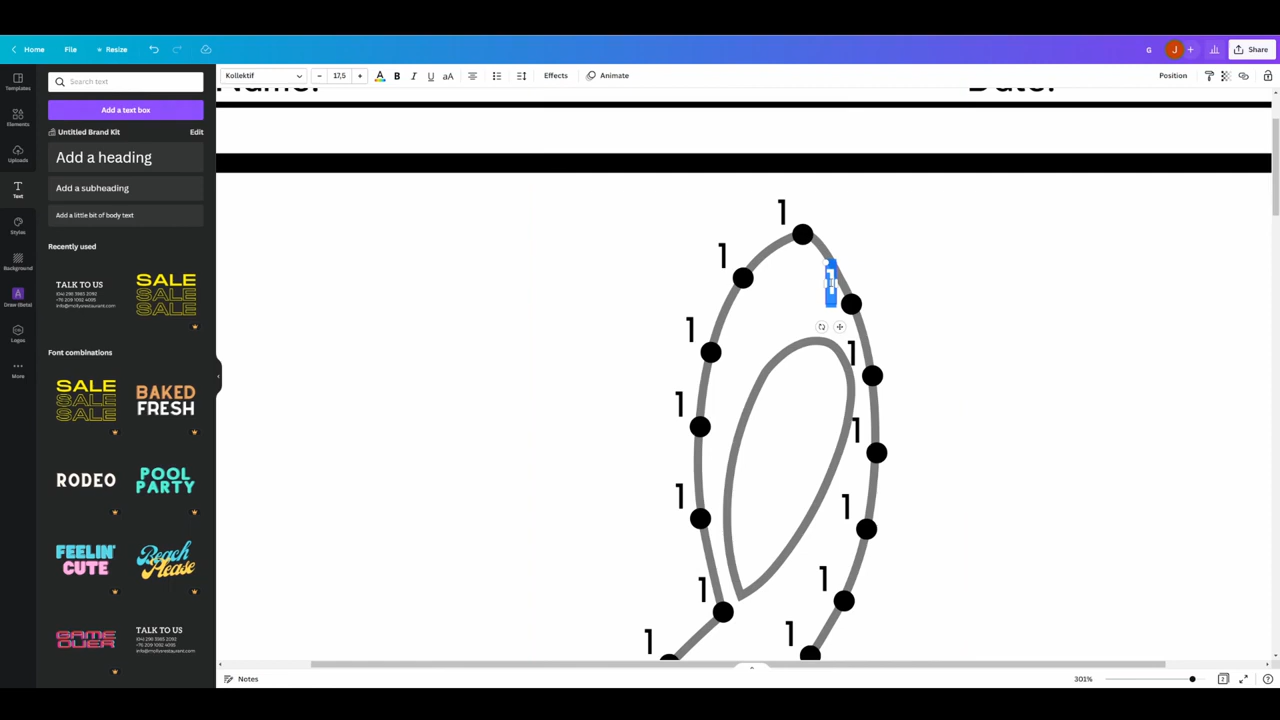 Home
File
Resize
G
J
Share
Templates
Elements
Uploads
Text
Styles
Background
Draw (Beta)
Logos
More
Search text
Add a text box
Untitled Brand Kit
Edit
Add a heading
Add a subheading
Add a little bit of body text
Recently used
TALK TO US
SALE
SALE
SALE
Font combinations
SALE
SALE
SALE
BAKED
FRESH
RODEO
POOL
PARTY
FEELIN'
CUTE
Beach
Please
GAME
OVER
TALK TO US
Kollektif
17,5
A
B
I
U
aA
Effects
Animate
Position
Name:
Date:
1
1
1
1
1
1
1
1
1
1
1
1
1
Notes
301%